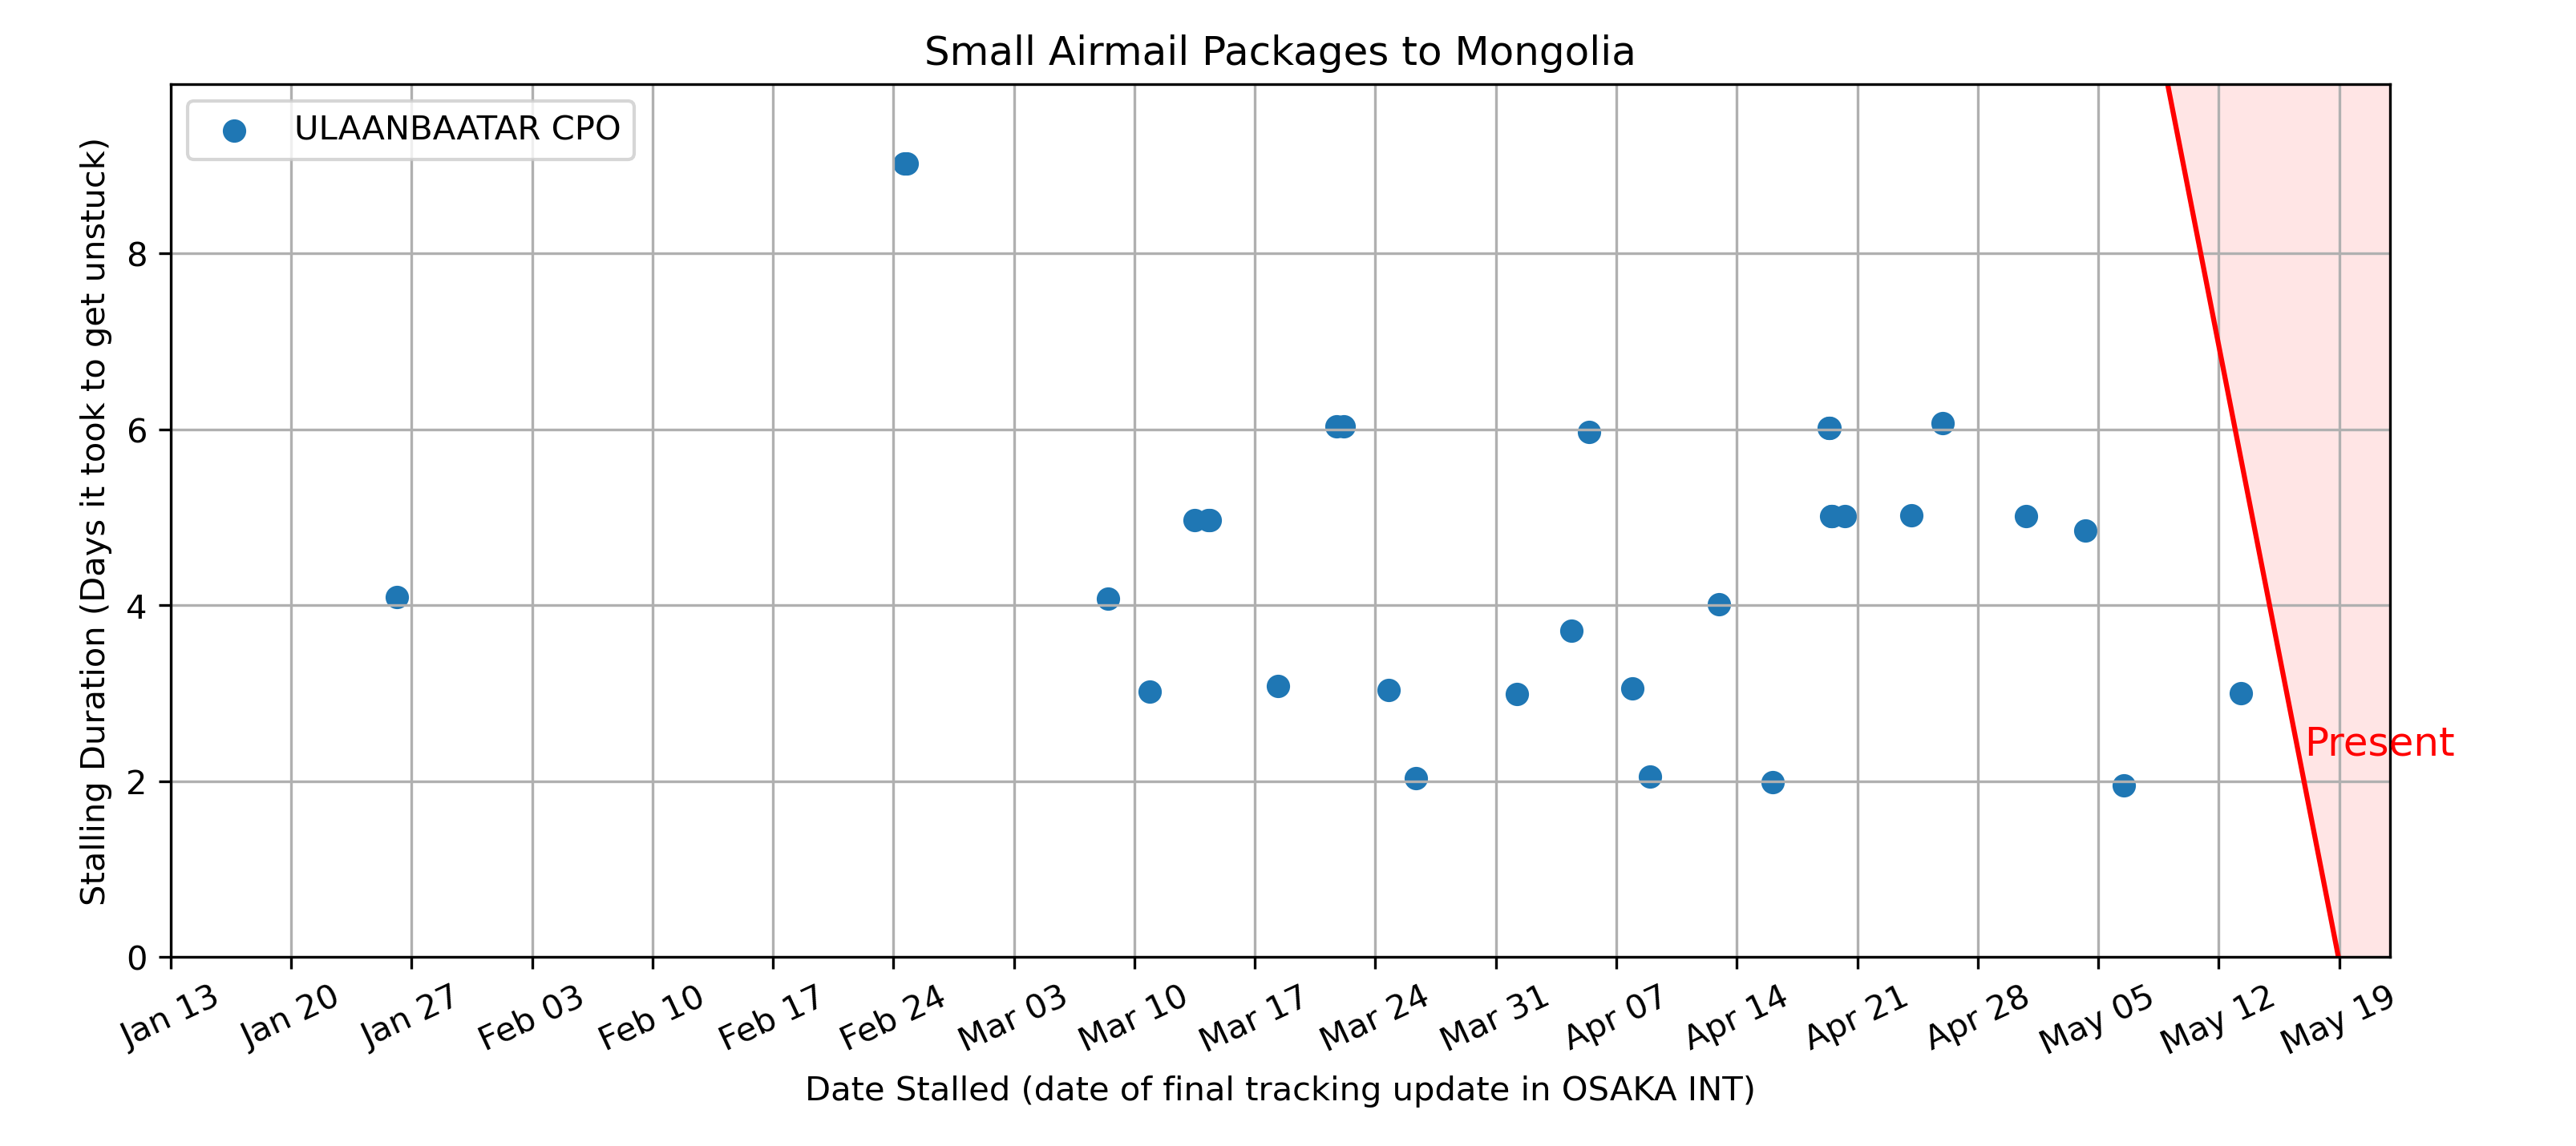 Small Airmail Packages to Mongolia
ULAANBAATAR CPO
Stalling Duration (Days it took to get unstuck)
8
6
4
2
0
Present
Jan 13
Jan 20
Jan 27
Feb 03
Feb 10
Feb 17
Feb 24
Mar 03
Mar 10
Mar 17
Mar 24
Mar 31
Apr 07
Apr 14
Apr 21
Apr 28
May 05
May 12
May 19
Date Stalled (date of final tracking update in OSAKA INT)